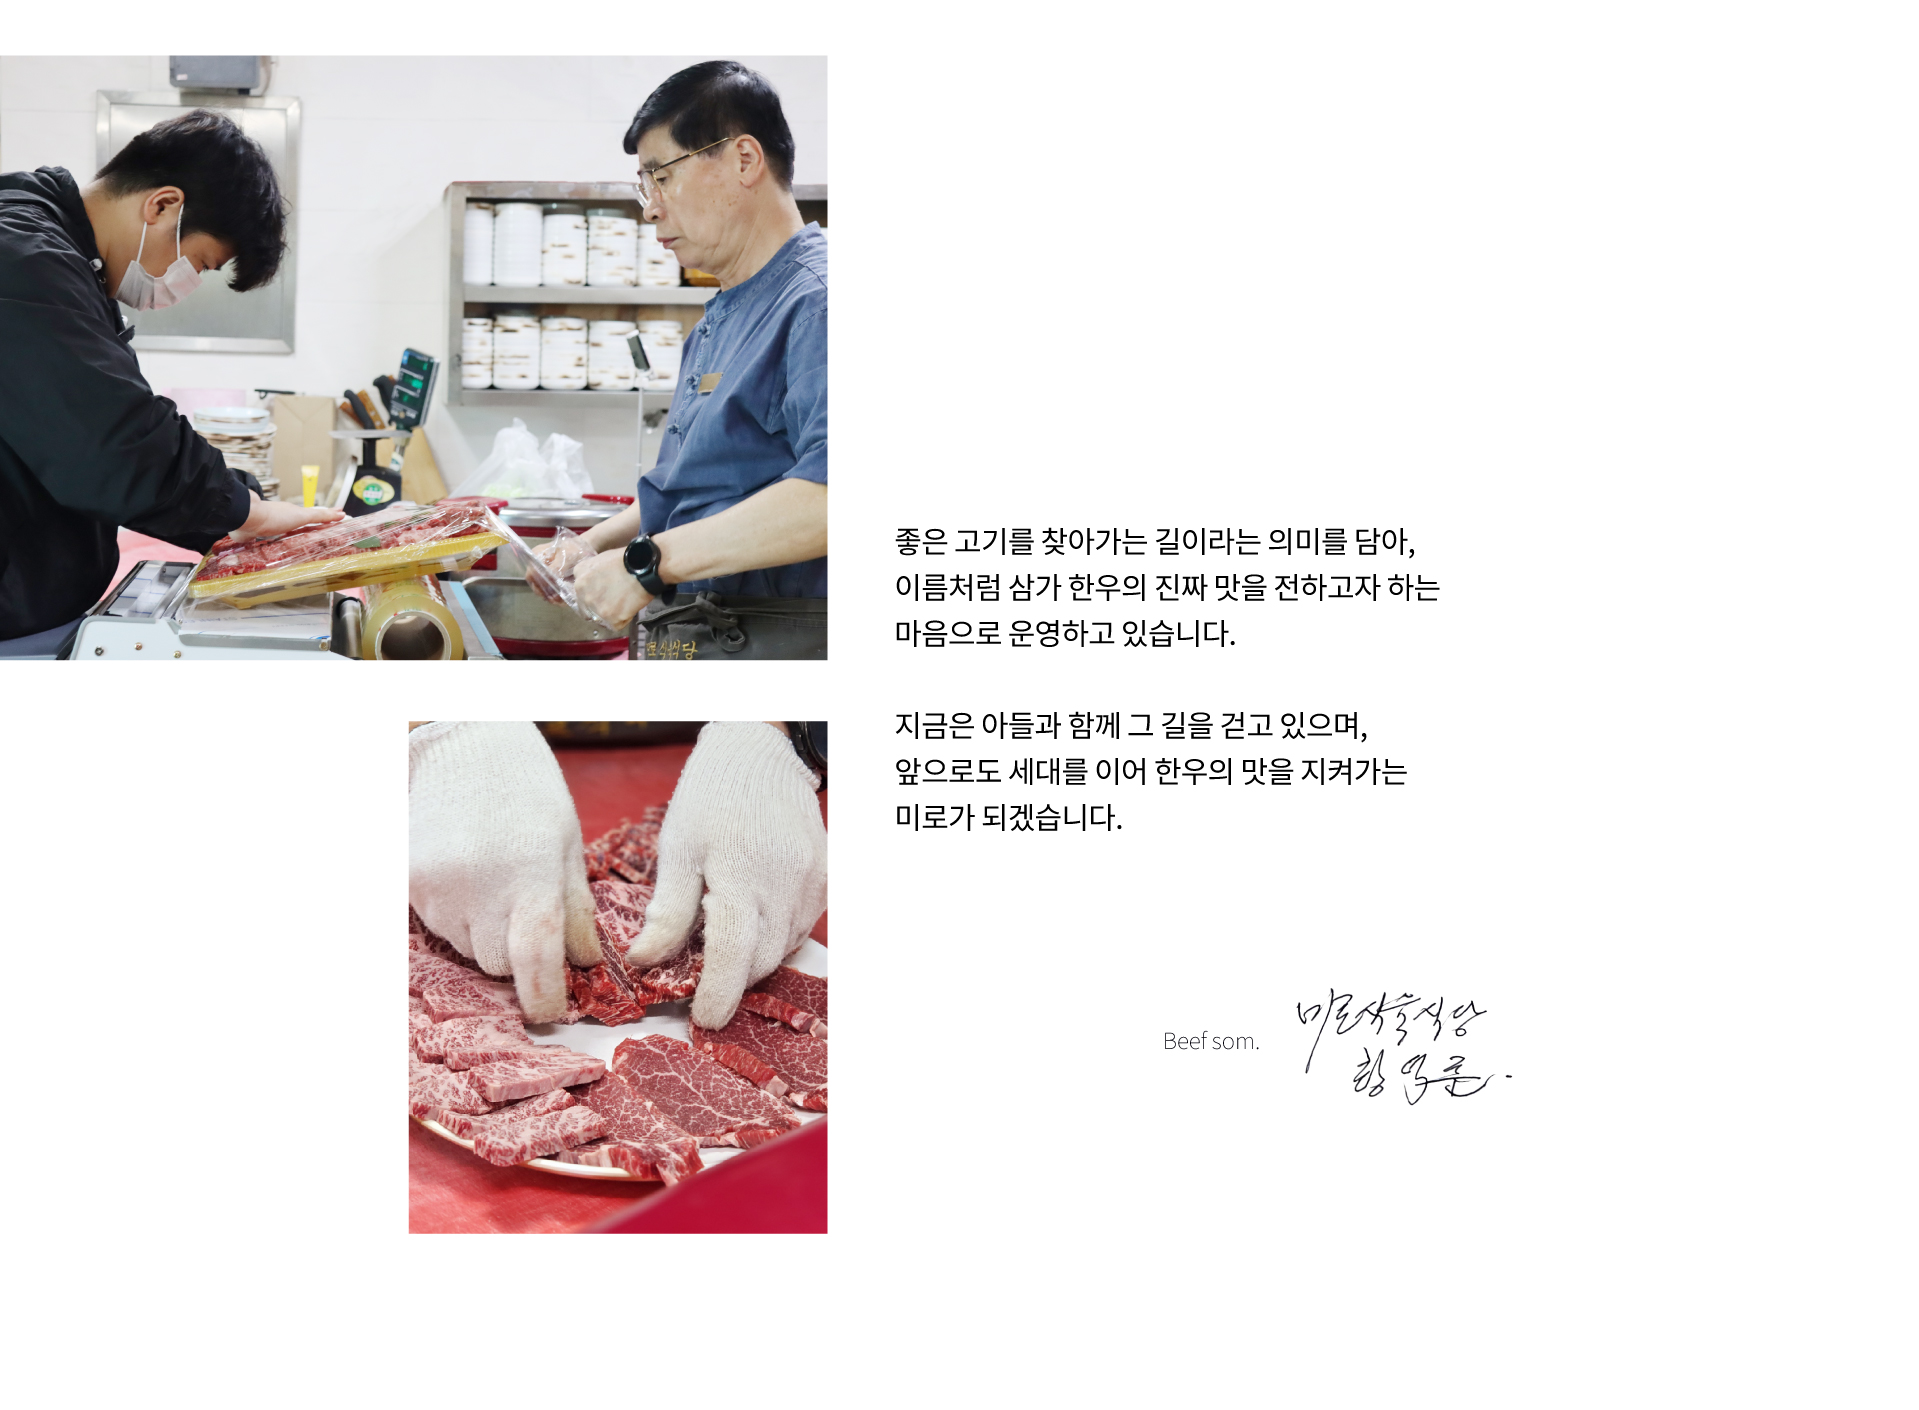 좋은 고기를 찾아가는 길이라는 의미를 담아,
이름처럼 삼가 한우의 진짜 맛을 전하고자 하는
마음으로 운영하고 있습니다.
지금은 아들과 함께 그 길을 걷고 있으며,
앞으로도 세대를 이어 한우의 맛을 지켜가는
미로가 되겠습니다.
Beef som.
미로식육식당